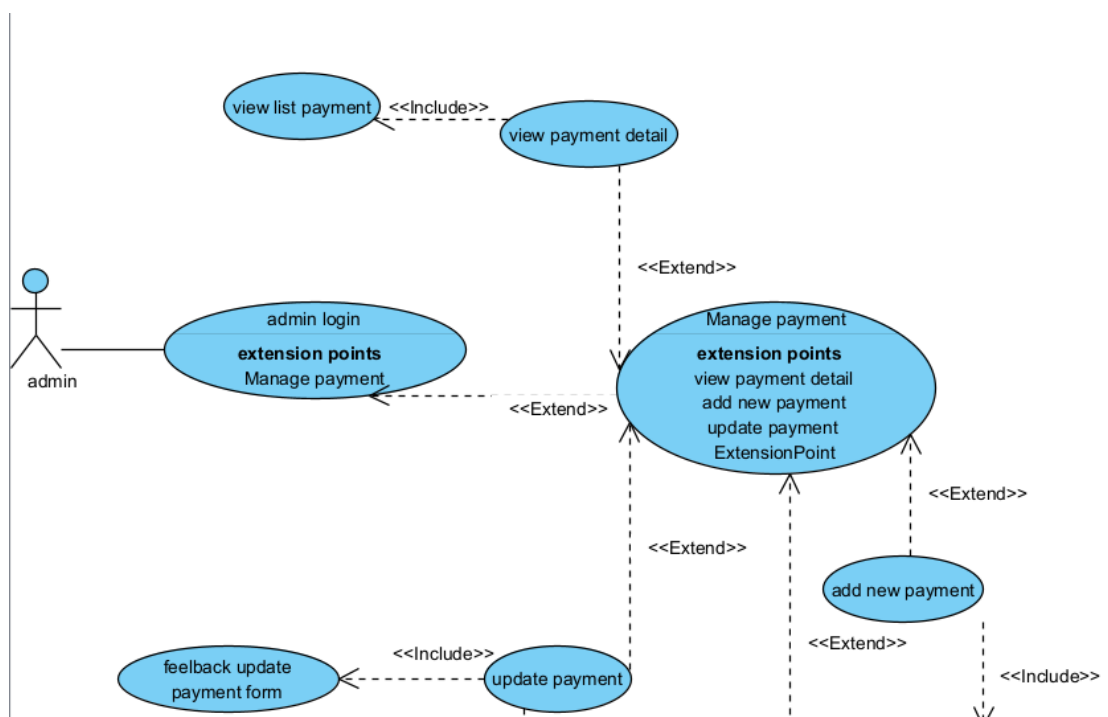 view list payment
<<Include>>
view payment detail
<<Extend>>
admin
admin login
extension points
Manage payment
<<Extend>>
Manage payment
extension points
view payment detail
add new payment
update payment
ExtensionPoint
<<Extend>>
<<Extend>>
add new payment
<<Extend>>
<<Include>>
feelback update
payment form
<<Include>>
update payment